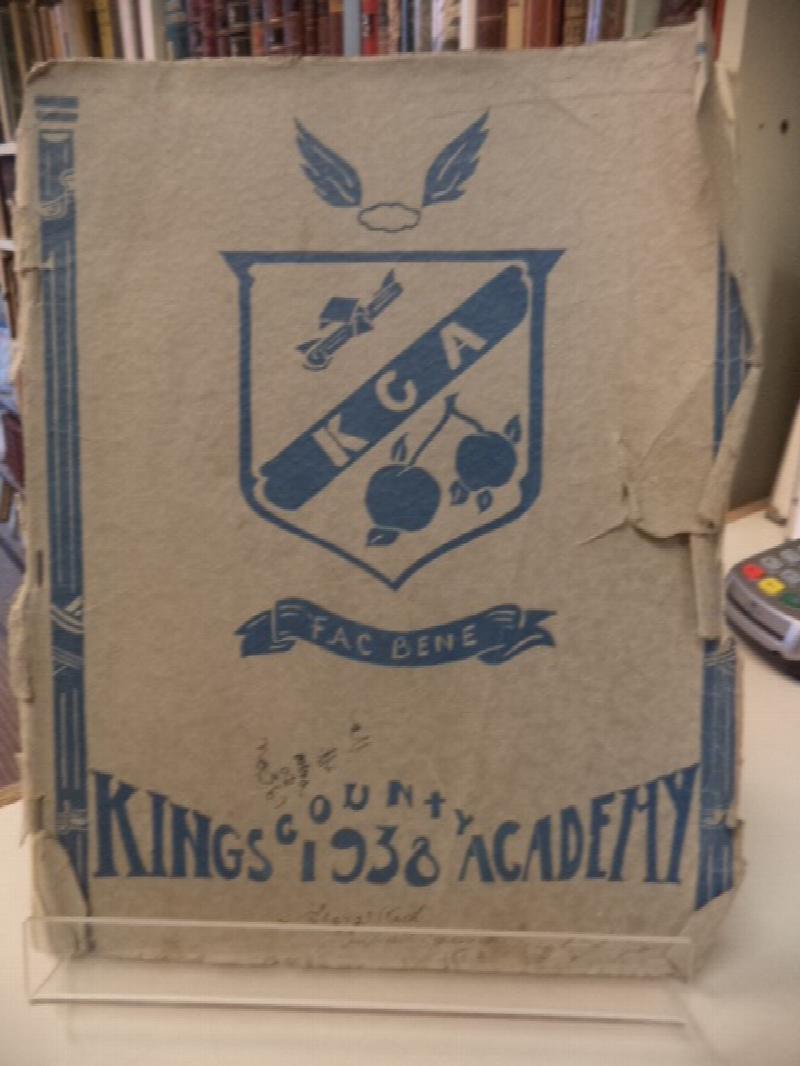 KCA
FAC BENE
KINGS COUNTY ACADEMY
1938